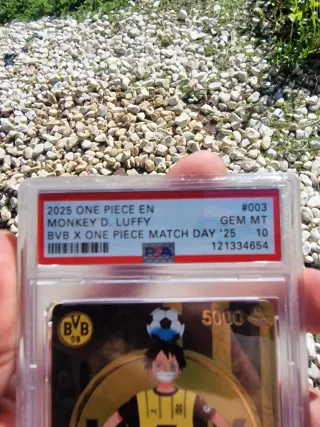 2025 ONE PIECE EN #003
MONKEY D. LUFFY GEM MT
BVB X ONE PIECE MATCH DAY '25 10
PSA 121334654
BVB
09
5000